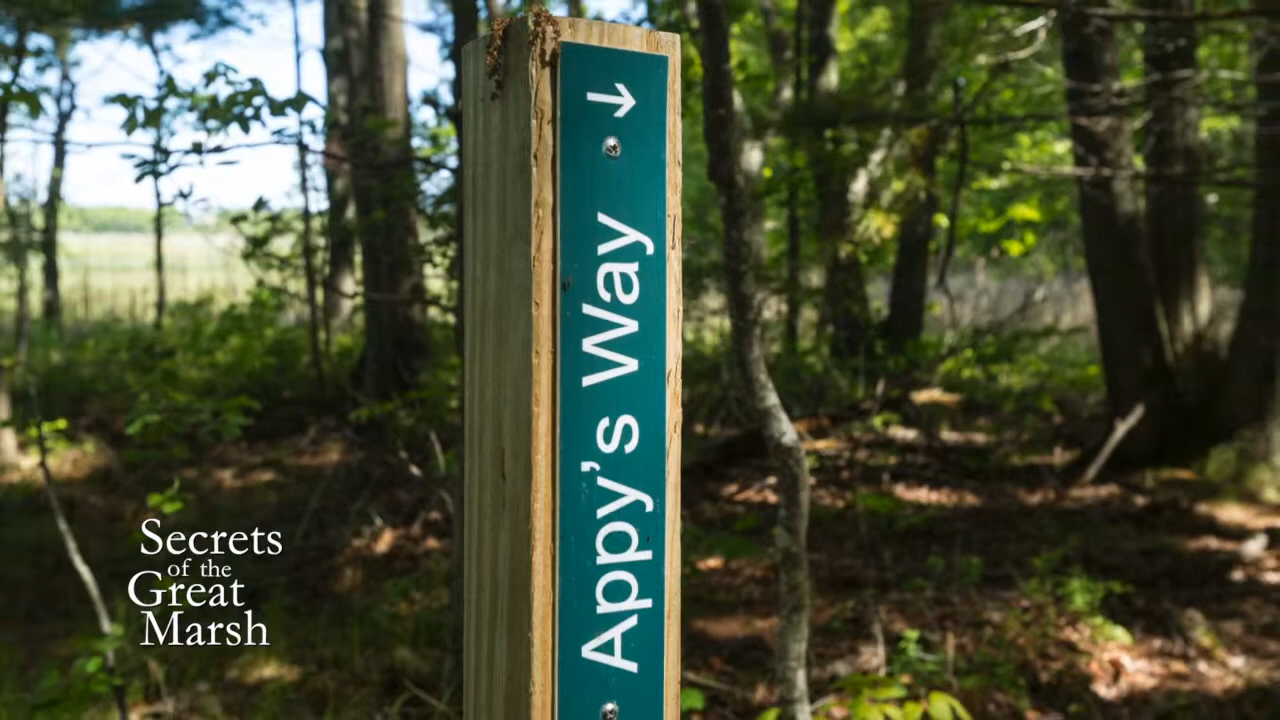 Appy's Way ↓
Secrets
of the
Great
Marsh